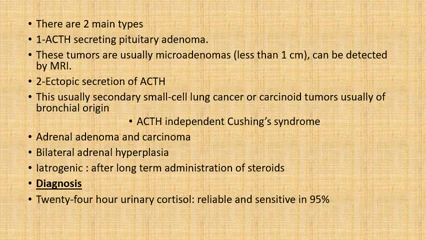 • There are 2 main types
• 1-ACTH secreting pituitary adenoma.
• These tumors are usually microadenomas (less than 1 cm), can be detected
by MRI.
• 2-Ectopic secretion of ACTH
• This usually secondary small-cell lung cancer or carcinoid tumors usually of
bronchial origin
• ACTH independent Cushing's syndrome
• Adrenal adenoma and carcinoma
• Bilateral adrenal hyperplasia
• Iatrogenic : after long term administration of steroids
• Diagnosis
• Twenty-four hour urinary cortisol: reliable and sensitive in 95%